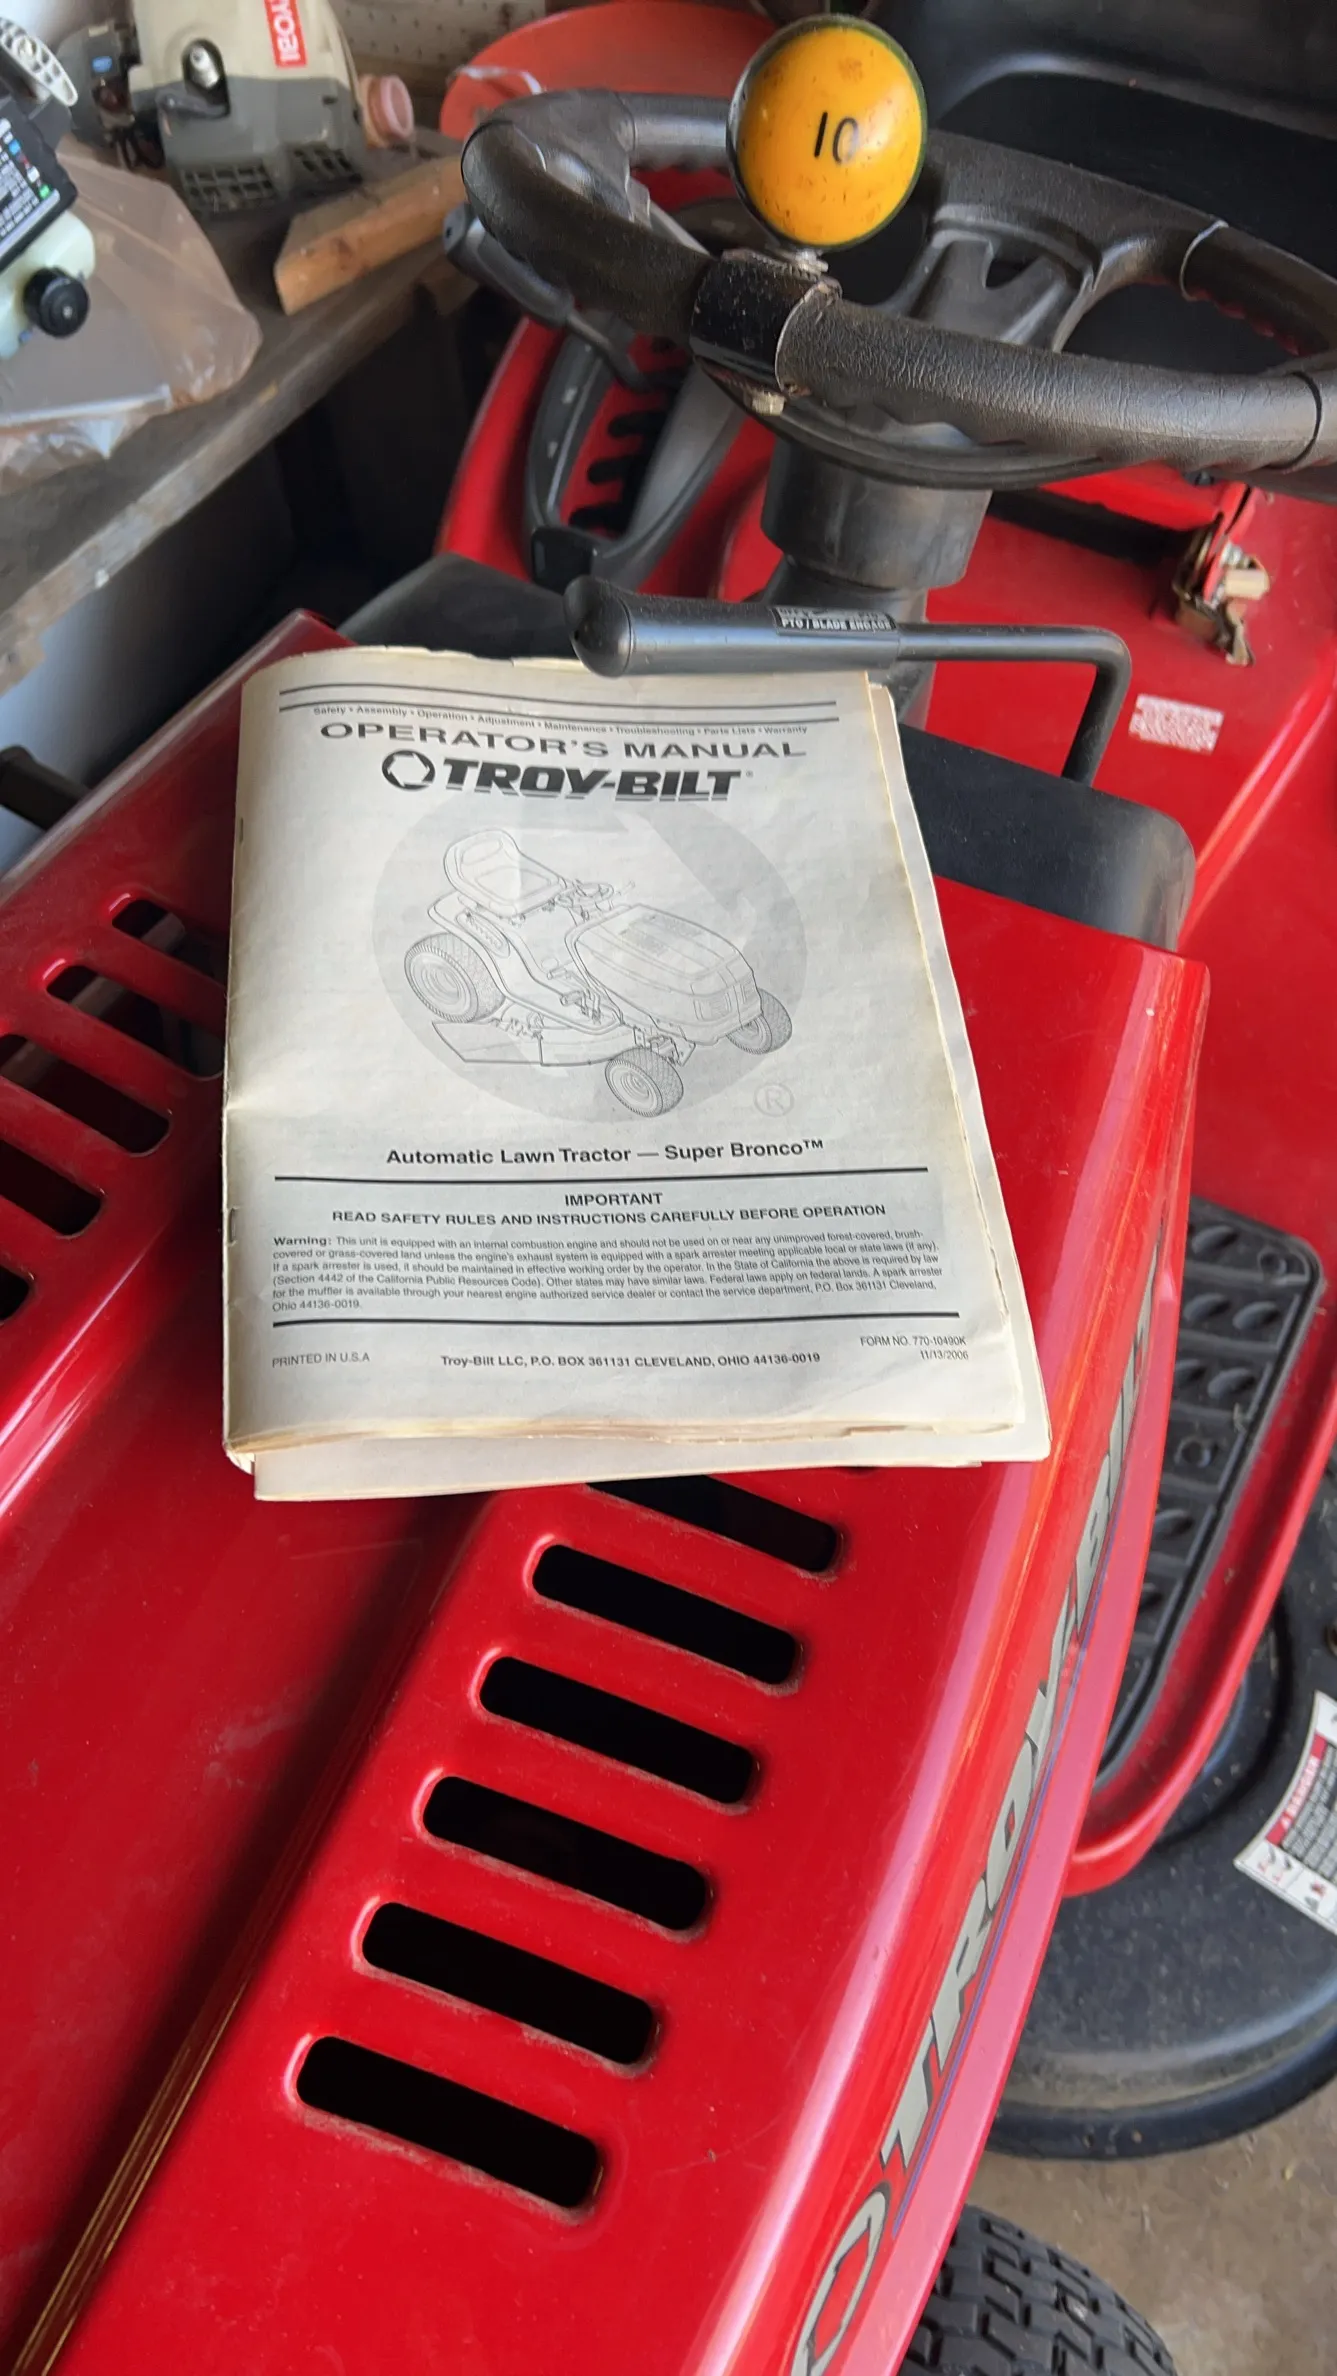 10
PTO / BLADE ENGAGE
Safety • Assembly • Operation • Adjustment • Maintenance • Troubleshooting • Parts Lists • Warranty
OPERATOR'S MANUAL
TROY-BILT
®
Automatic Lawn Tractor — Super Bronco™
IMPORTANT
READ SAFETY RULES AND INSTRUCTIONS CAREFULLY BEFORE OPERATION
Warning: This unit is equipped with an internal combustion engine and should not be used on or near any unimproved forest-covered, brush-
covered or grass-covered land unless the engine's exhaust system is equipped with a spark arrester meeting applicable local or state laws (if any).
If a spark arrester is used, it should be maintained in effective working order by the operator. In the State of California the above is required by law
(Section 4442 of the California Public Resources Code). Other states may have similar laws. Federal laws apply on federal lands. A spark arrester
for the muffler is available through your nearest engine authorized service dealer or contact the service department, P.O. Box 361131 Cleveland,
Ohio 44136-0019.
PRINTED IN U.S.A
Troy-Bilt LLC, P.O. BOX 361131 CLEVELAND, OHIO 44136-0019
FORM NO. 770-10490K
11/13/2006
TROY-BILT
DANGER